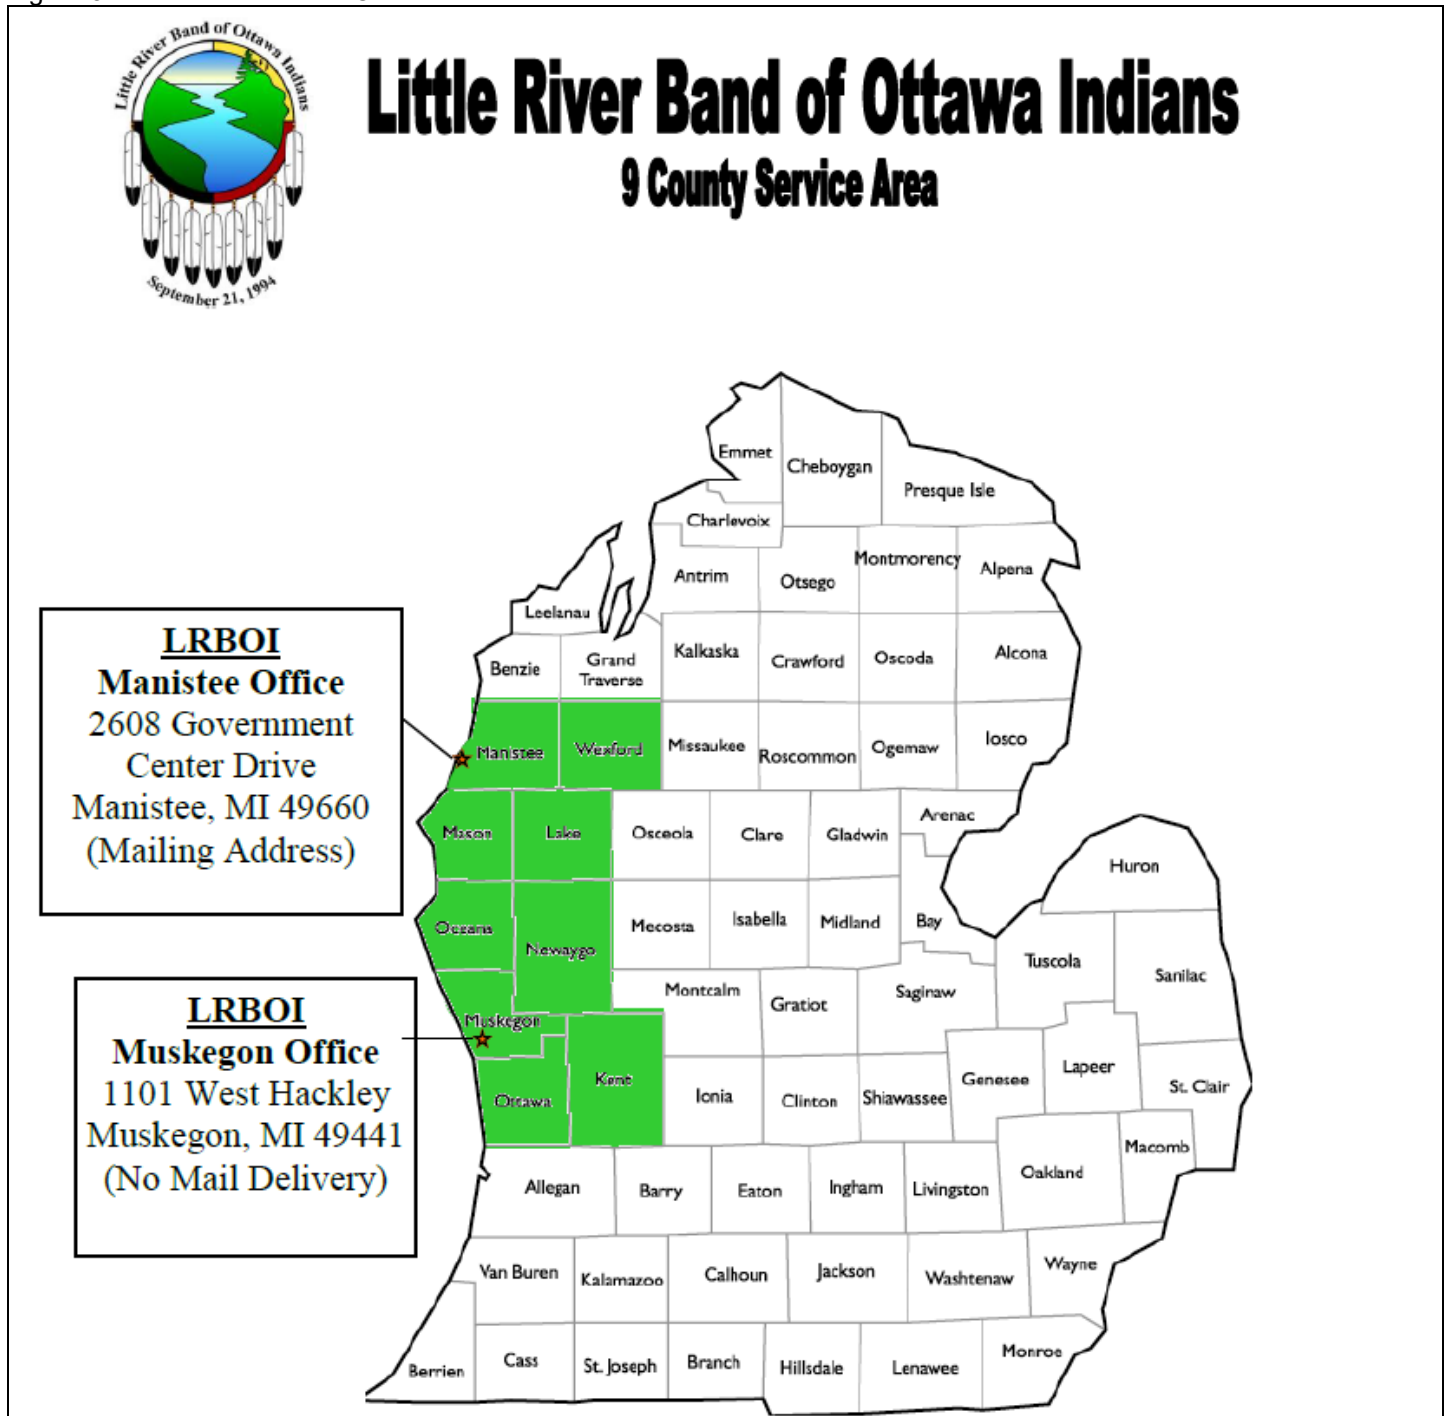 Little River Band of Ottawa Indians
September 21, 1994
Little River Band of Ottawa Indians
9 County Service Area
Emmet
Cheboygan
Presque Isle
Charlevoix
Antrim
Otsego
Montmorency
Alpena
Leelanau
Benzie
Grand
Traverse
Kalkaska
Crawford
Oscoda
Alcona
LRBOI
Manistee Office
2608 Government
Center Drive
Manistee, MI 49660
(Mailing Address)
Manistee
Wexford
Missaukee
Roscommon
Ogemaw
Iosco
Mason
Lake
Osceola
Clare
Gladwin
Arenac
Huron
Oceana
Newaygo
Mecosta
Isabella
Midland
Bay
Tuscola
Sanilac
LRBOI
Muskegon Office
1101 West Hackley
Muskegon, MI 49441
(No Mail Delivery)
Muskegon
Montcalm
Gratiot
Saginaw
Ottawa
Kent
Ionia
Clinton
Shiawassee
Genesee
Lapeer
St. Clair
Allegan
Barry
Eaton
Ingham
Livingston
Oakland
Macomb
Van Buren
Kalamazoo
Calhoun
Jackson
Washtenaw
Wayne
Berrien
Cass
St. Joseph
Branch
Hillsdale
Lenawee
Monroe